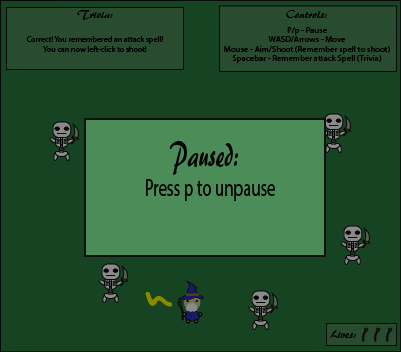 Trivia:
Correct! You remembered an attack spell!
You can now left-click to shoot!
Controls:
P/p - Pause
WASD/Arrows - Move
Mouse - Aim/Shoot (Remember spell to shoot)
Spacebar - Remember attack Spell (Trivia)
Paused:
Press p to unpause
Lives: